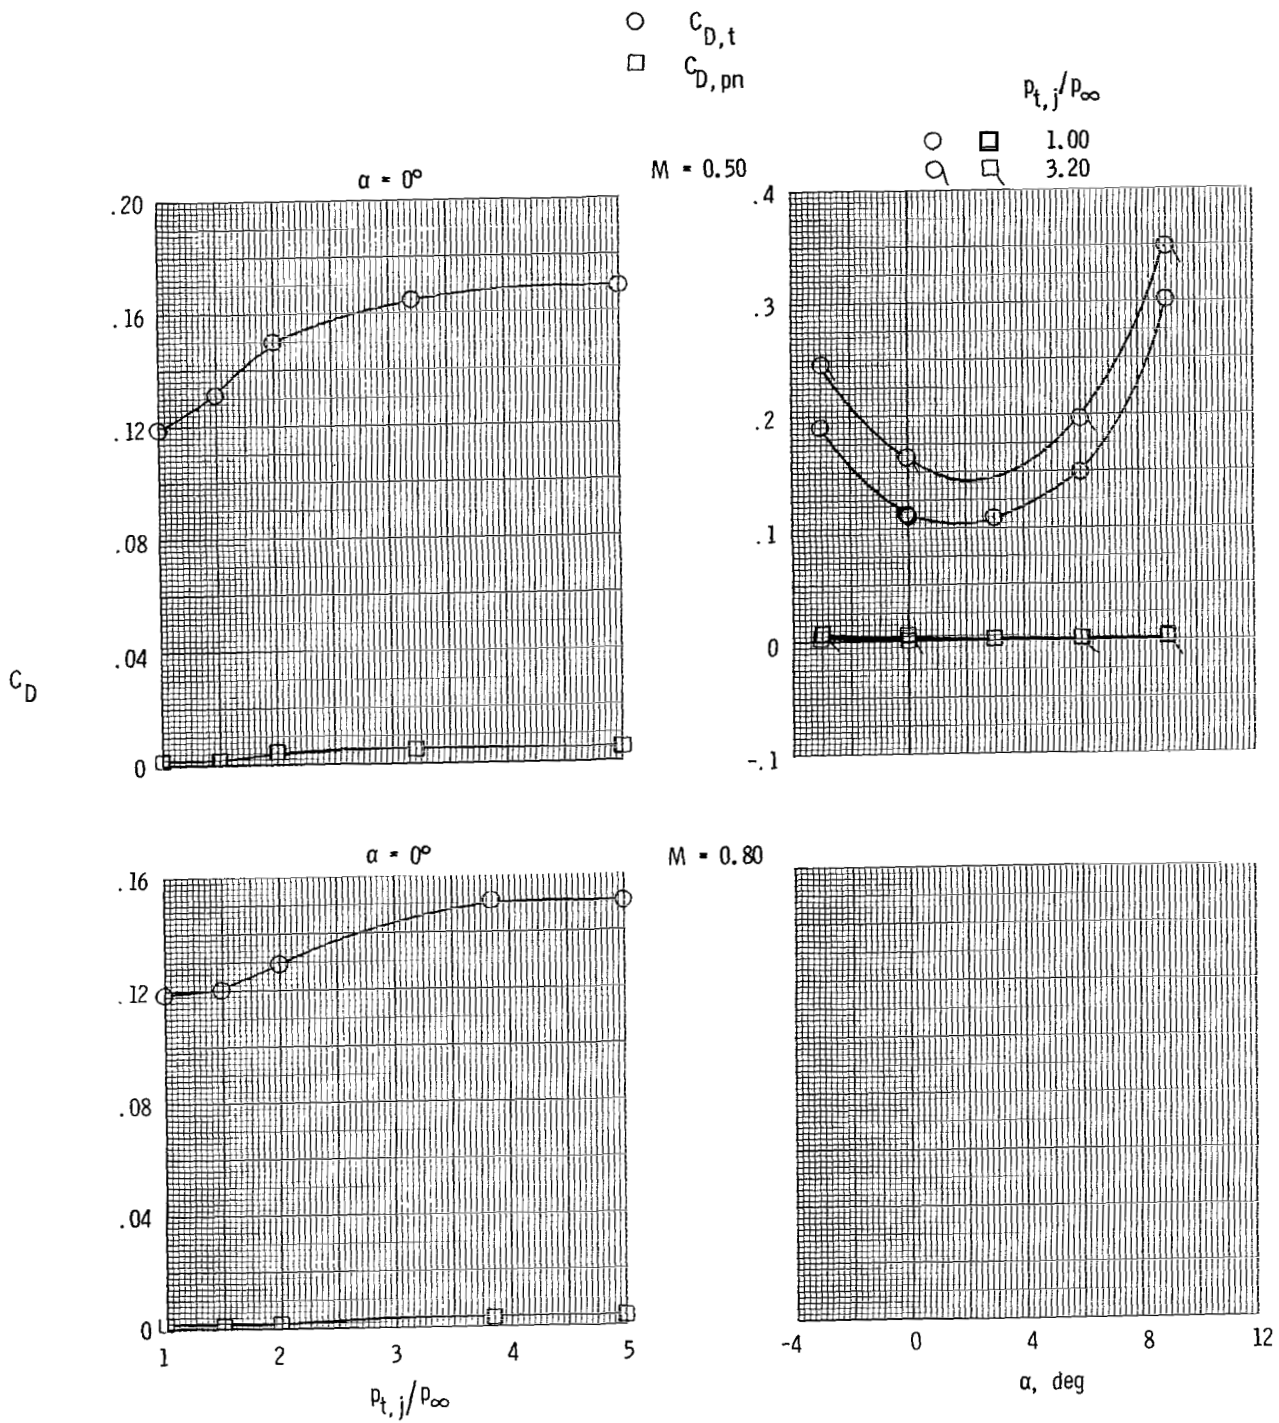 C_D,t
C_D,pn
p_t,j/p_∞
1.00
3.20
α = 0°
M = 0.50
.20
.16
.12
.08
.04
0
.4
.3
.2
.1
0
-.1
C_D
α = 0°
M = 0.80
.16
.12
.08
.04
0
1 2 3 4 5
p_t,j/p_∞
-4 0 4 8 12
α, deg